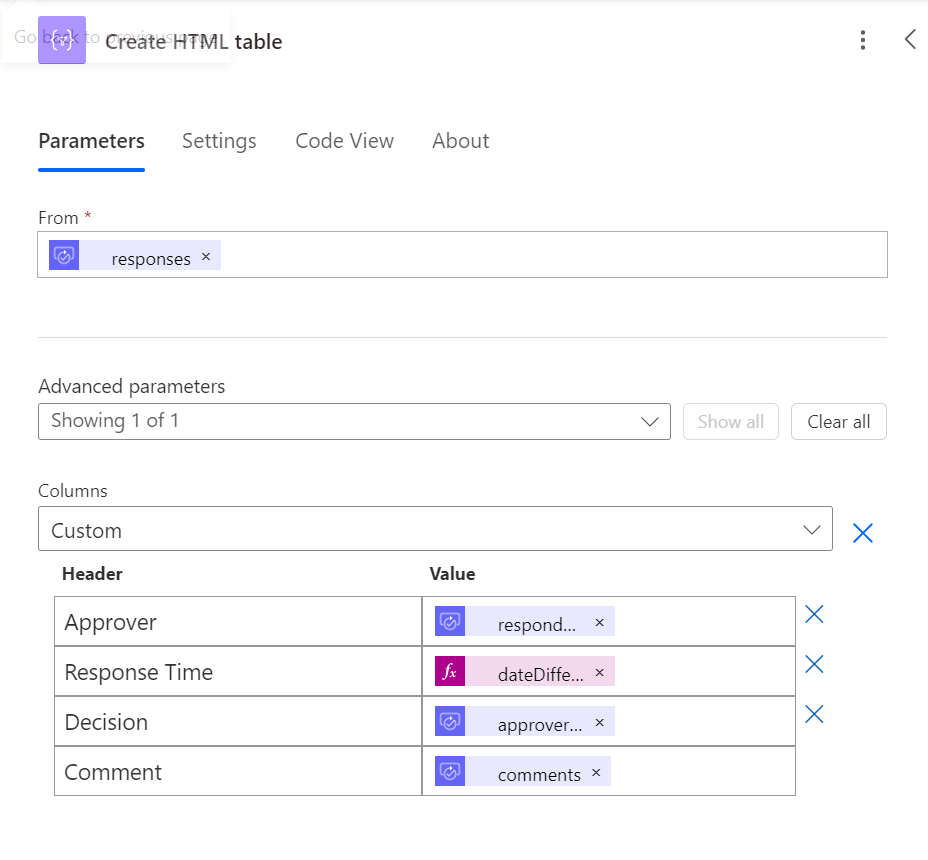 Go back to previous page
Create HTML table
Parameters Settings Code View About
From *
responses ×
Advanced parameters
Showing 1 of 1 Show all Clear all
Columns
Custom
Header Value
Approver respond... ×
Response Time fx dateDiffe... ×
Decision approver... ×
Comment comments ×